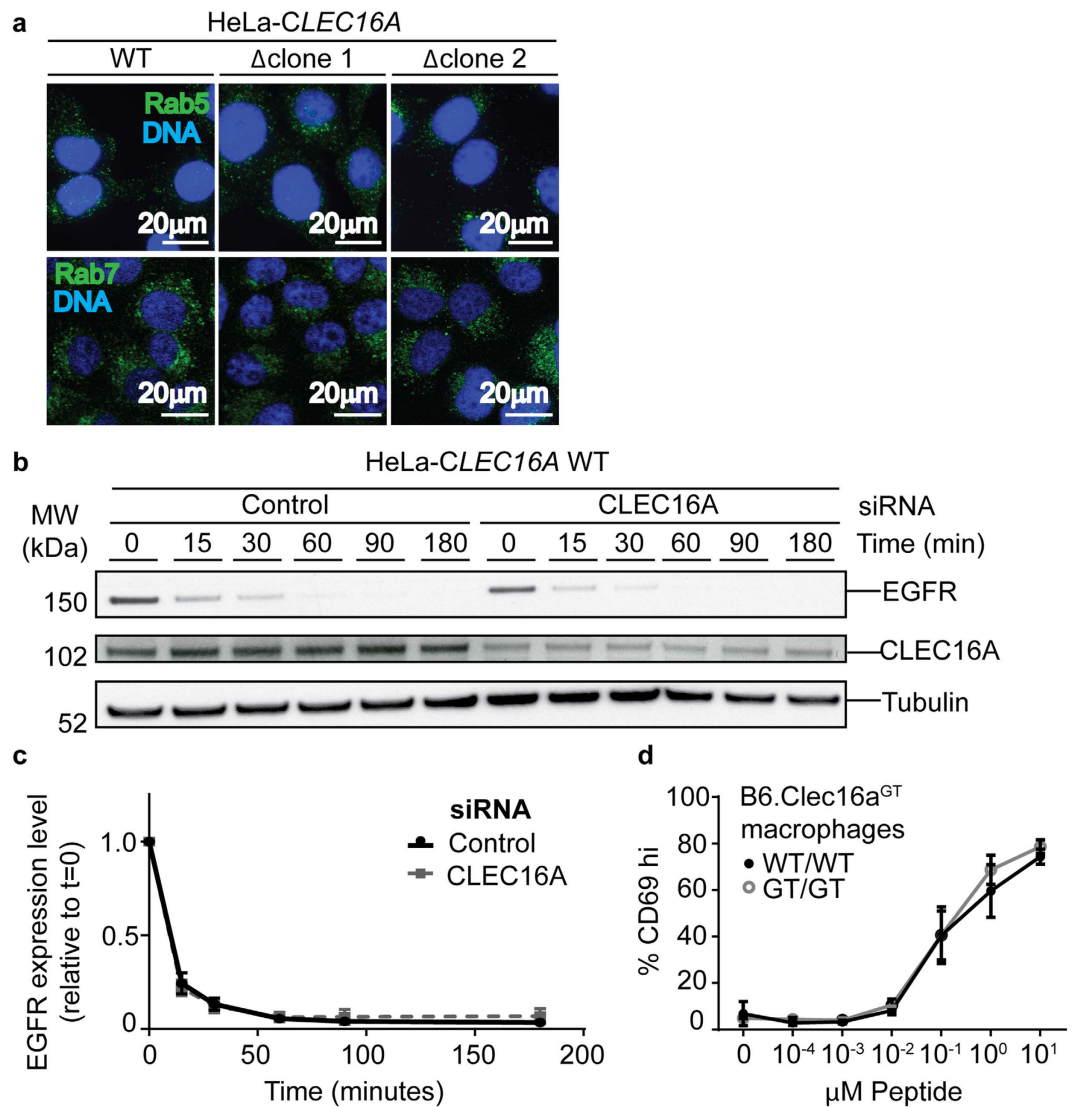 a
HeLa-CLEC16A
WT Δclone 1 Δclone 2
Rab5
DNA
20μm 20μm 20μm
Rab7
DNA
20μm 20μm 20μm
b
HeLa-CLEC16A WT
MW
(kDa)
Control CLEC16A siRNA
0 15 30 60 90 180 0 15 30 60 90 180 Time (min)
150 EGFR
102 CLEC16A
52 Tubulin
c
EGFR expression level
(relative to t=0)
1.0
0.5
0
siRNA
Control
CLEC16A
0 50 100 150 200
Time (minutes)
d
% CD69 hi
100
80
60
40
20
0
B6.Clec16aᴳᵀ
macrophages
WT/WT
GT/GT
0 10⁻⁴ 10⁻³ 10⁻² 10⁻¹ 10⁰ 10¹
μM Peptide